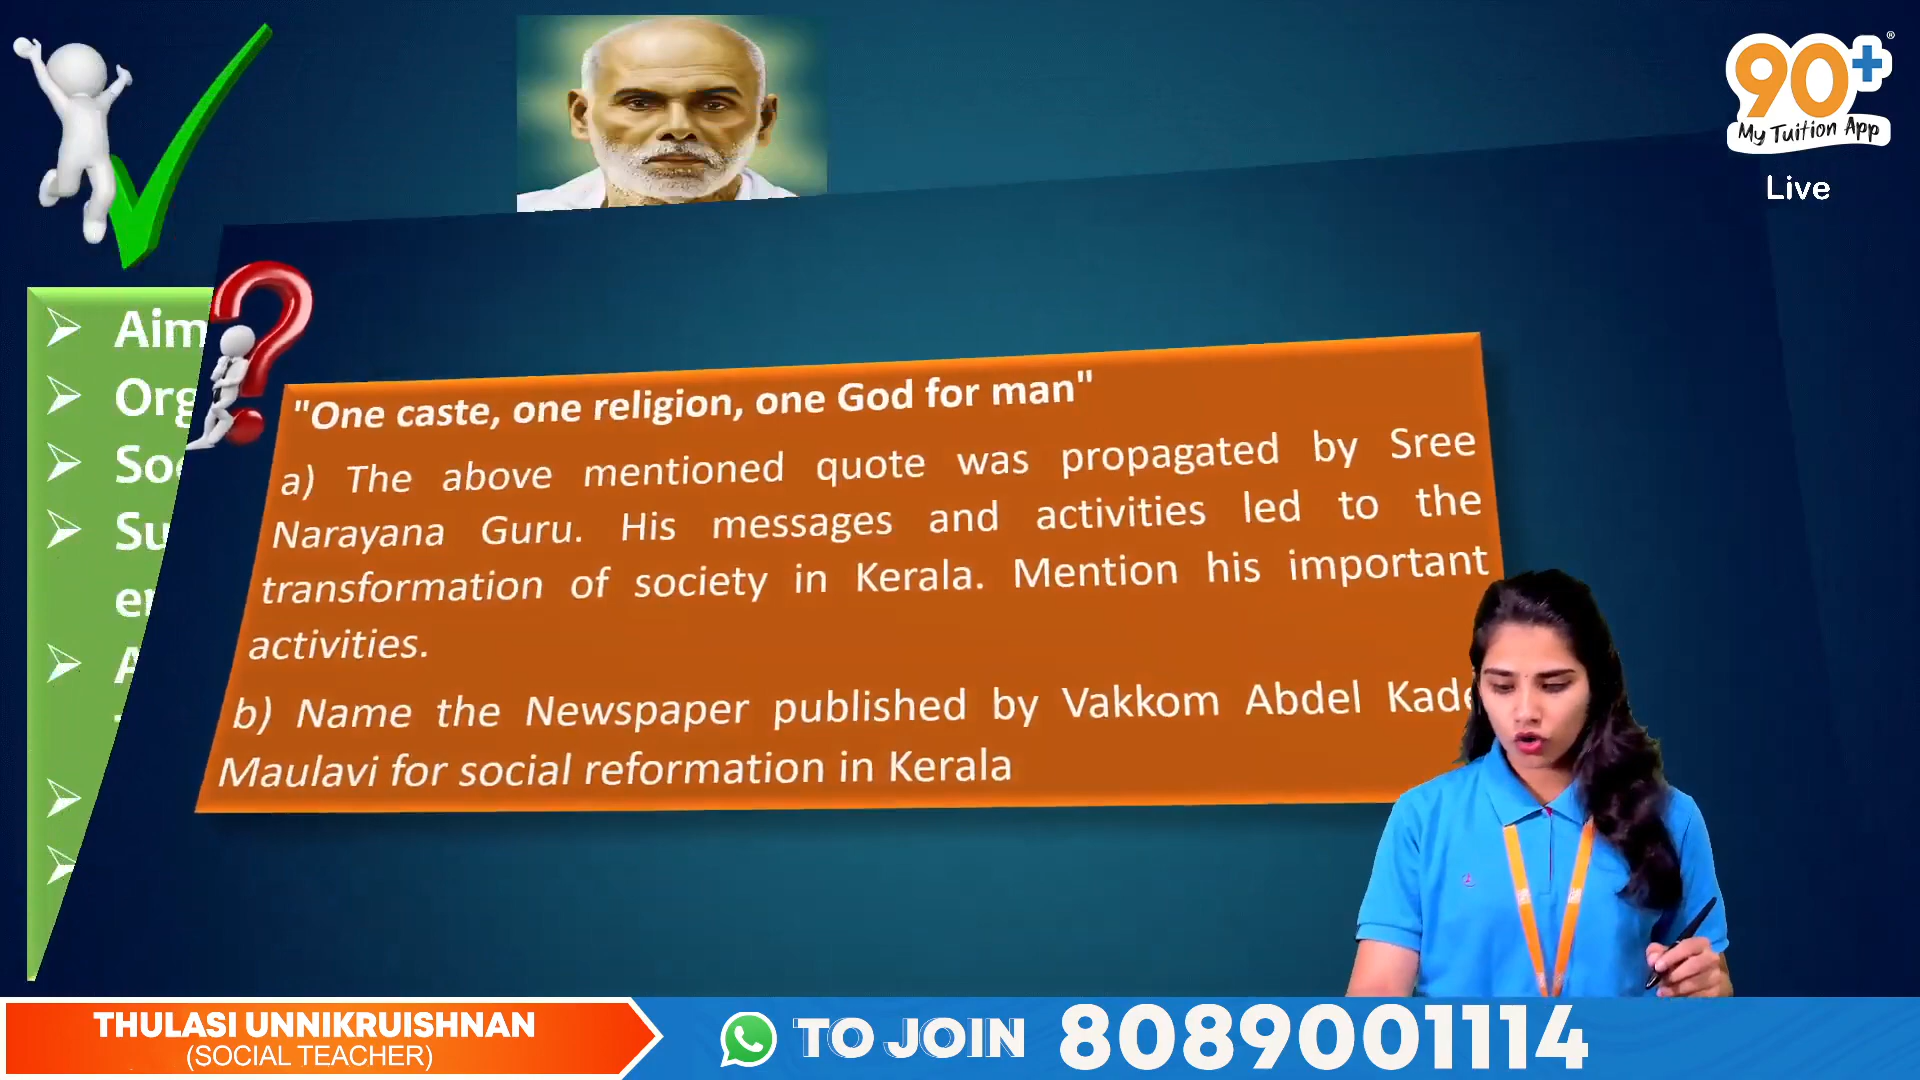 90+
®
My Tuition App
Live
"One caste, one religion, one God for man"
a) The above mentioned quote was propagated by Sree
Narayana Guru. His messages and activities led to the
transformation of society in Kerala. Mention his important
activities.
b) Name the Newspaper published by Vakkom Abdel Kade
Maulavi for social reformation in Kerala
Aim
Org
Soc
Su
en
A
THULASI UNNIKRUISHNAN
(SOCIAL TEACHER)
TO JOIN 8089001114